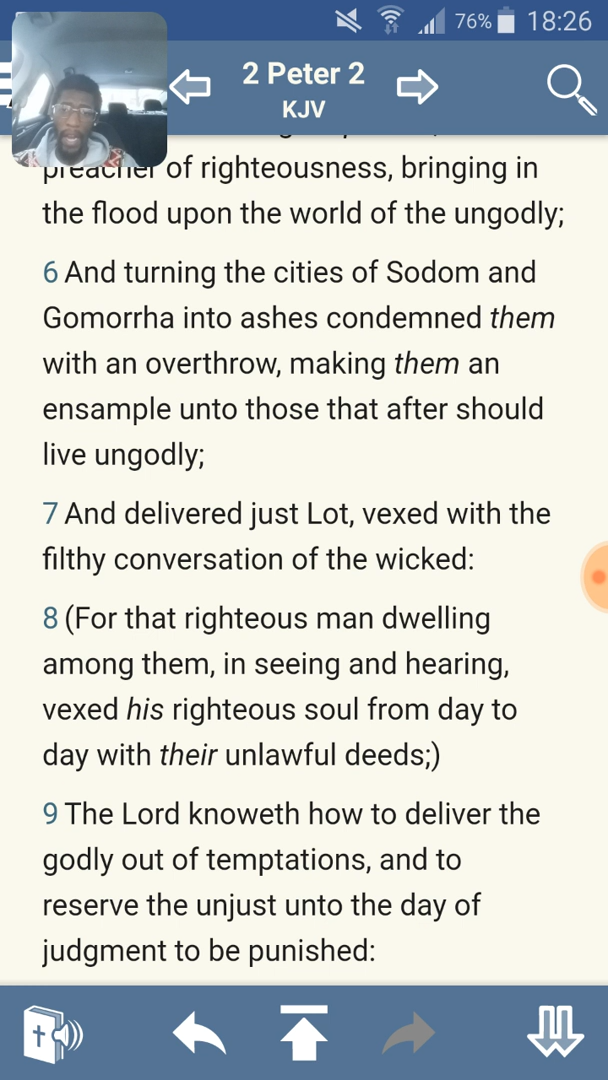 76% 18:26
2 Peter 2
KJV
preacher of righteousness, bringing in
the flood upon the world of the ungodly;
6 And turning the cities of Sodom and
Gomorrha into ashes condemned them
with an overthrow, making them an
ensample unto those that after should
live ungodly;
7 And delivered just Lot, vexed with the
filthy conversation of the wicked:
8 (For that righteous man dwelling
among them, in seeing and hearing,
vexed his righteous soul from day to
day with their unlawful deeds;)
9 The Lord knoweth how to deliver the
godly out of temptations, and to
reserve the unjust unto the day of
judgment to be punished: